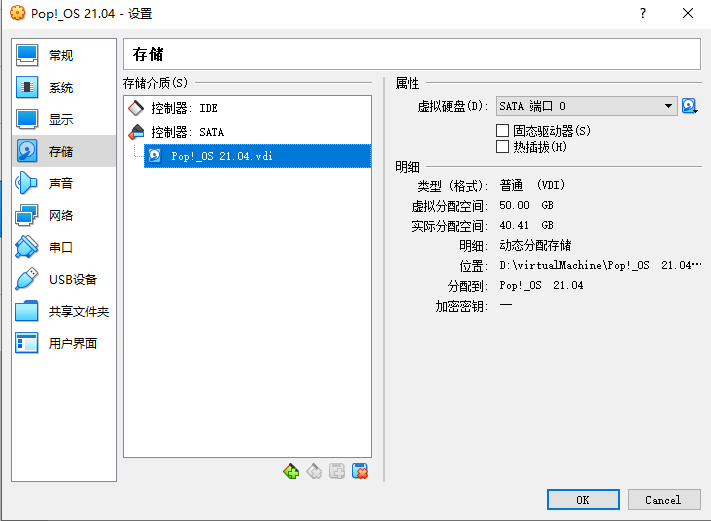 Pop!_OS 21.04 - 设置
?
常规
系统
显示
存储
声音
网络
串口
USB设备
共享文件夹
用户界面
存储
存储介质(S)
控制器: IDE
控制器: SATA
Pop!_OS 21.04.vdi
属性
虚拟硬盘(D): SATA 端口 0
固态驱动器(S)
热插拔(H)
明细
类型 (格式): 普通 (VDI)
虚拟分配空间: 50.00 GB
实际分配空间: 40.41 GB
明细: 动态分配存储
位置: D:\virtualMachine\Pop!_OS 21.04…
分配到: Pop!_OS 21.04
加密密钥: —
OK Cancel